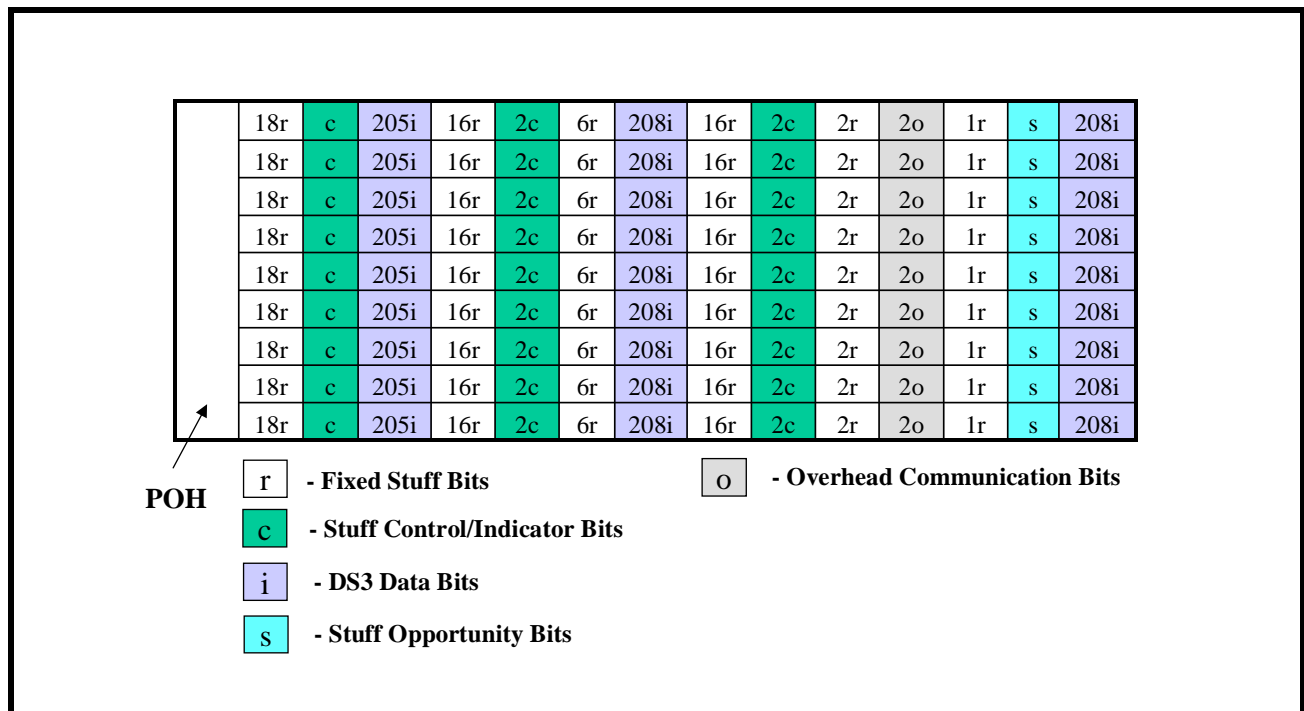 18r c 205i 16r 2c 6r 208i 16r 2c 2r 2o 1r s 208i
18r c 205i 16r 2c 6r 208i 16r 2c 2r 2o 1r s 208i
18r c 205i 16r 2c 6r 208i 16r 2c 2r 2o 1r s 208i
18r c 205i 16r 2c 6r 208i 16r 2c 2r 2o 1r s 208i
18r c 205i 16r 2c 6r 208i 16r 2c 2r 2o 1r s 208i
18r c 205i 16r 2c 6r 208i 16r 2c 2r 2o 1r s 208i
18r c 205i 16r 2c 6r 208i 16r 2c 2r 2o 1r s 208i
18r c 205i 16r 2c 6r 208i 16r 2c 2r 2o 1r s 208i
18r c 205i 16r 2c 6r 208i 16r 2c 2r 2o 1r s 208i
POH
r - Fixed Stuff Bits
o - Overhead Communication Bits
c - Stuff Control/Indicator Bits
i - DS3 Data Bits
s - Stuff Opportunity Bits